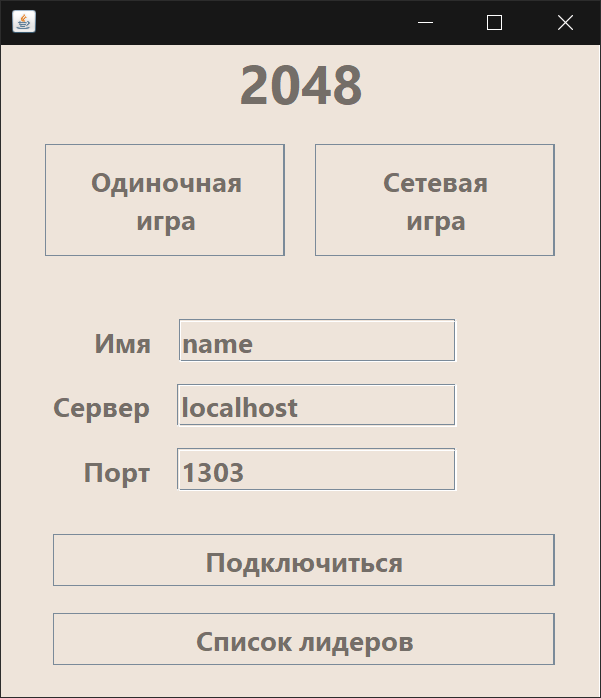 2048
Одиночная
игра
Сетевая
игра
Имя
name
Сервер
localhost
Порт
1303
Подключиться
Список лидеров